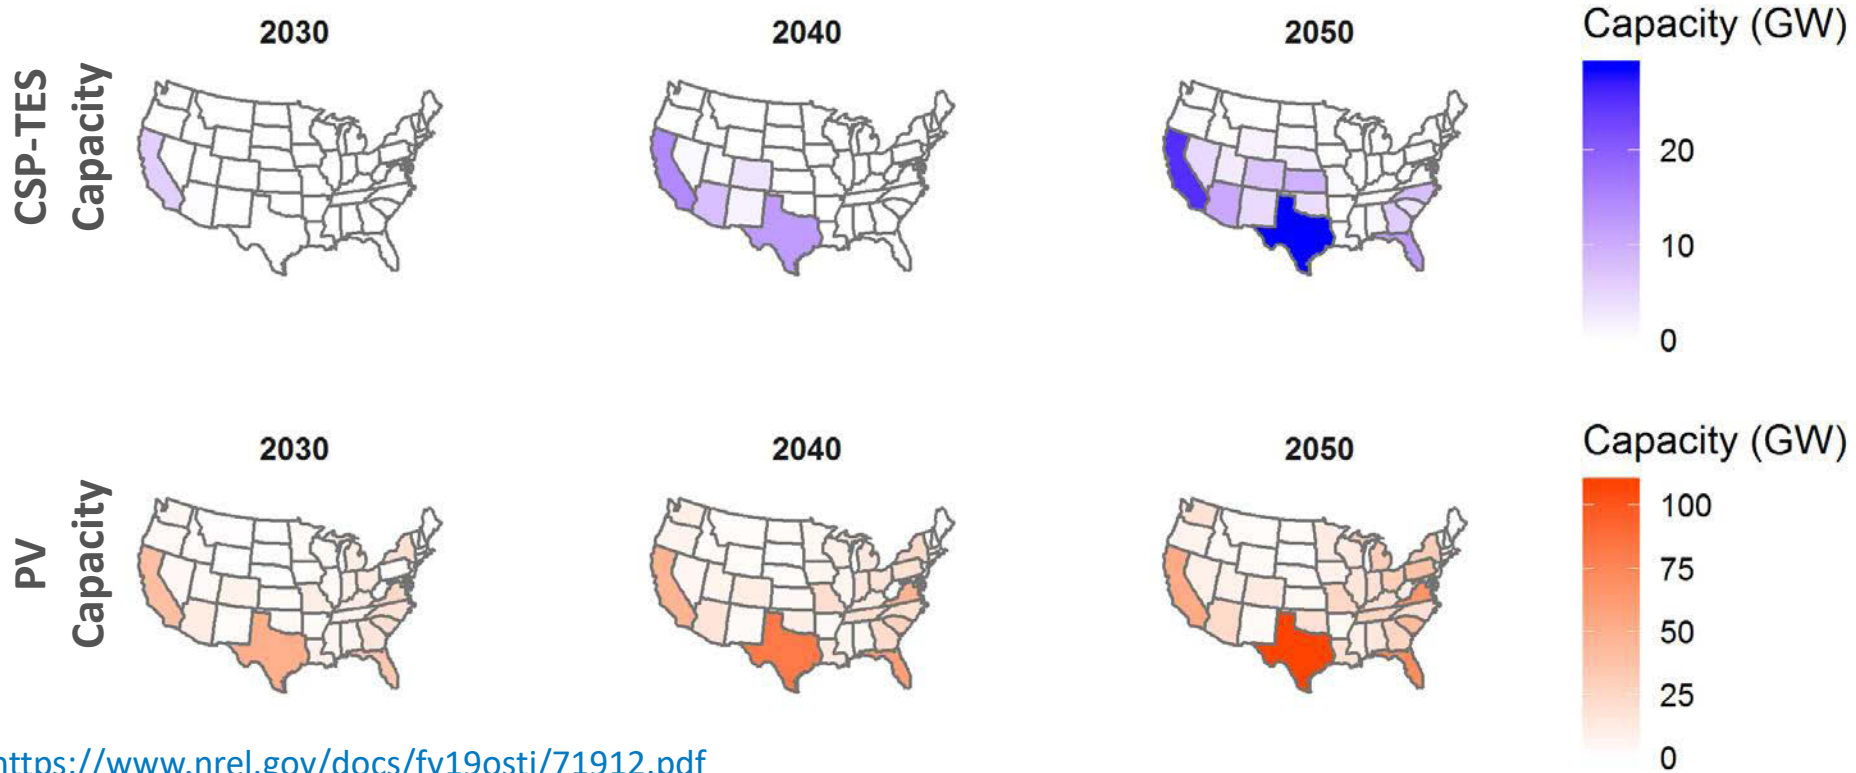 CSP-TES
Capacity
2030
2040
2050
Capacity (GW)
20
10
0
PV
Capacity
2030
2040
2050
Capacity (GW)
100
75
50
25
0
https://www.nrel.gov/docs/fy19osti/71912.pdf